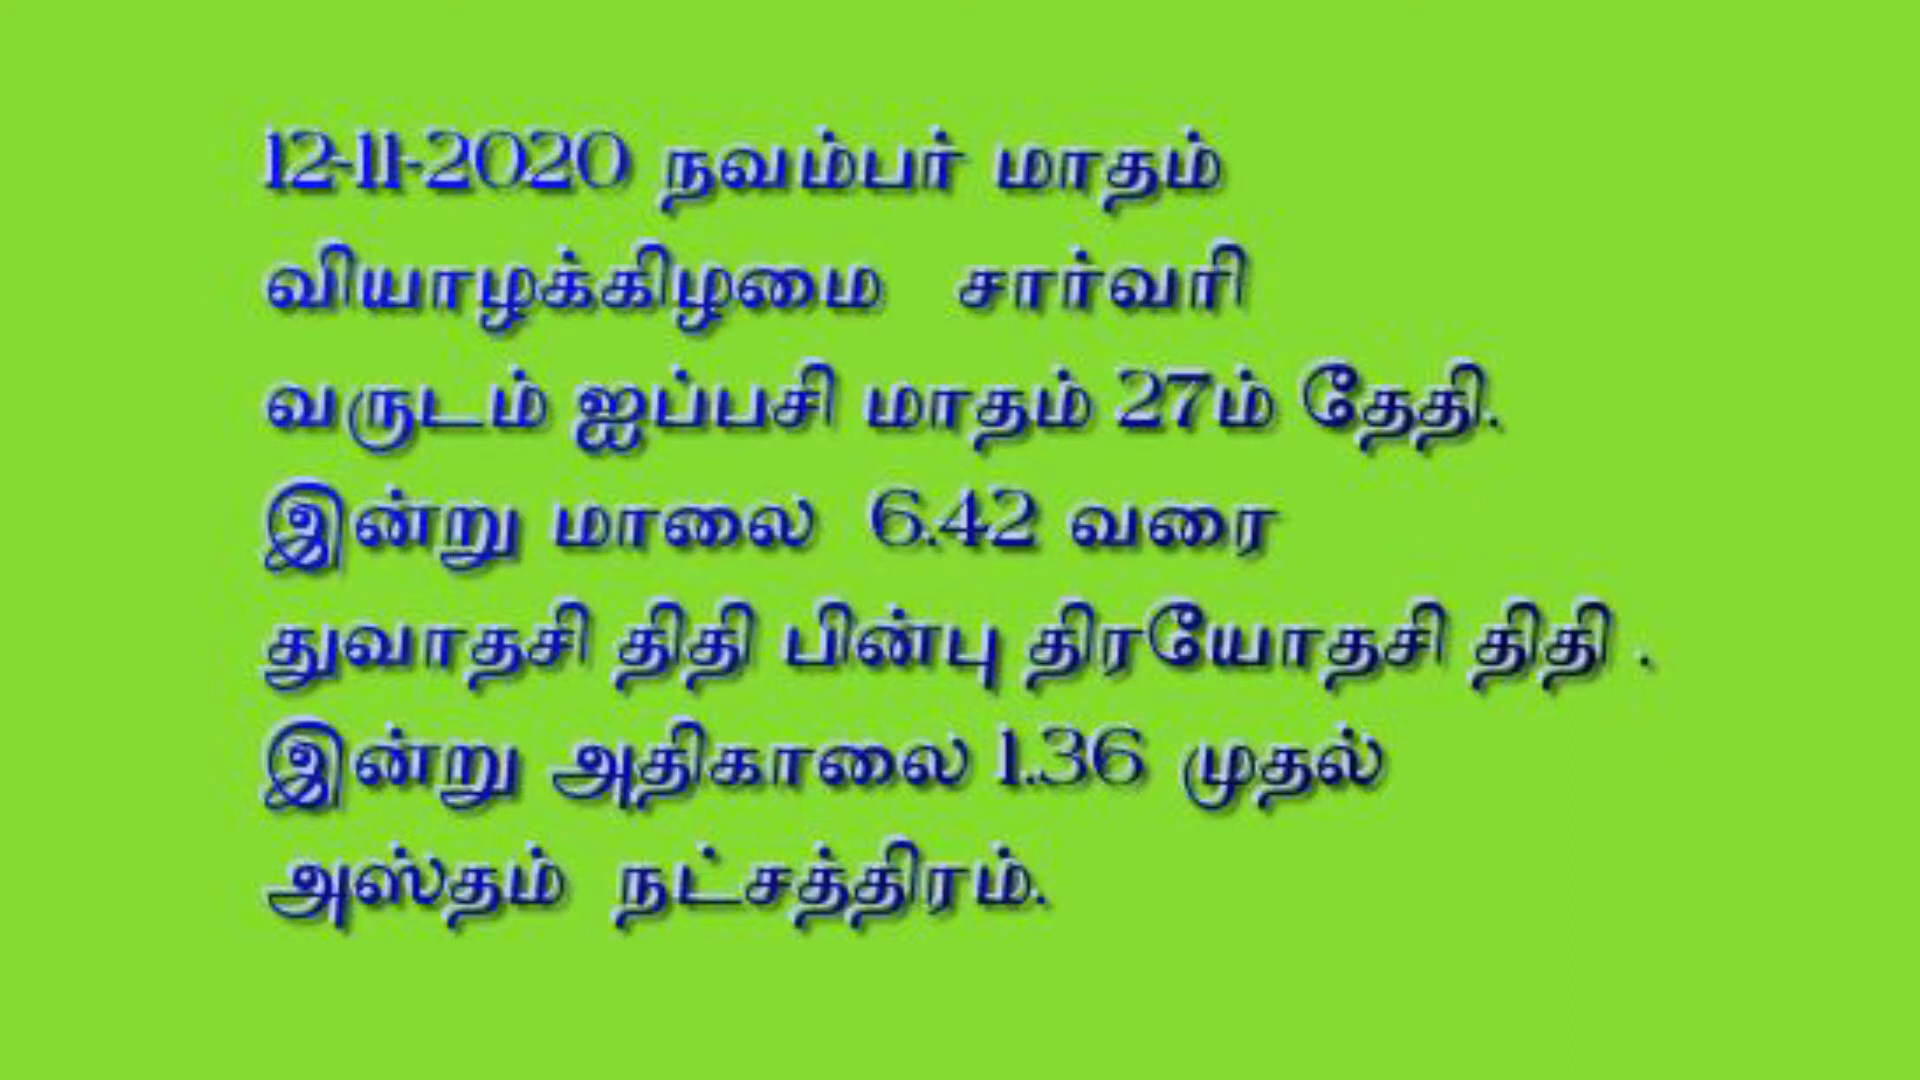 12-11-2020 நவம்பர் மாதம்
வியாழக்கிழமை சார்வரி
வருடம் ஐப்பசி மாதம் 27ம் தேதி.
இன்று மாலை 6.42 வரை
துவாதசி திதி பின்பு திரயோதசி திதி .
இன்று அதிகாலை 1.36 முதல்
அஸ்தம் நட்சத்திரம்.